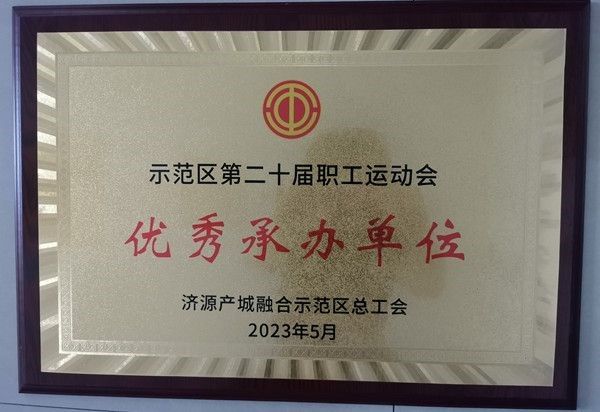 示范区第二十届职工运动会
优秀承办单位
济源产城融合示范区总工会
2023年5月